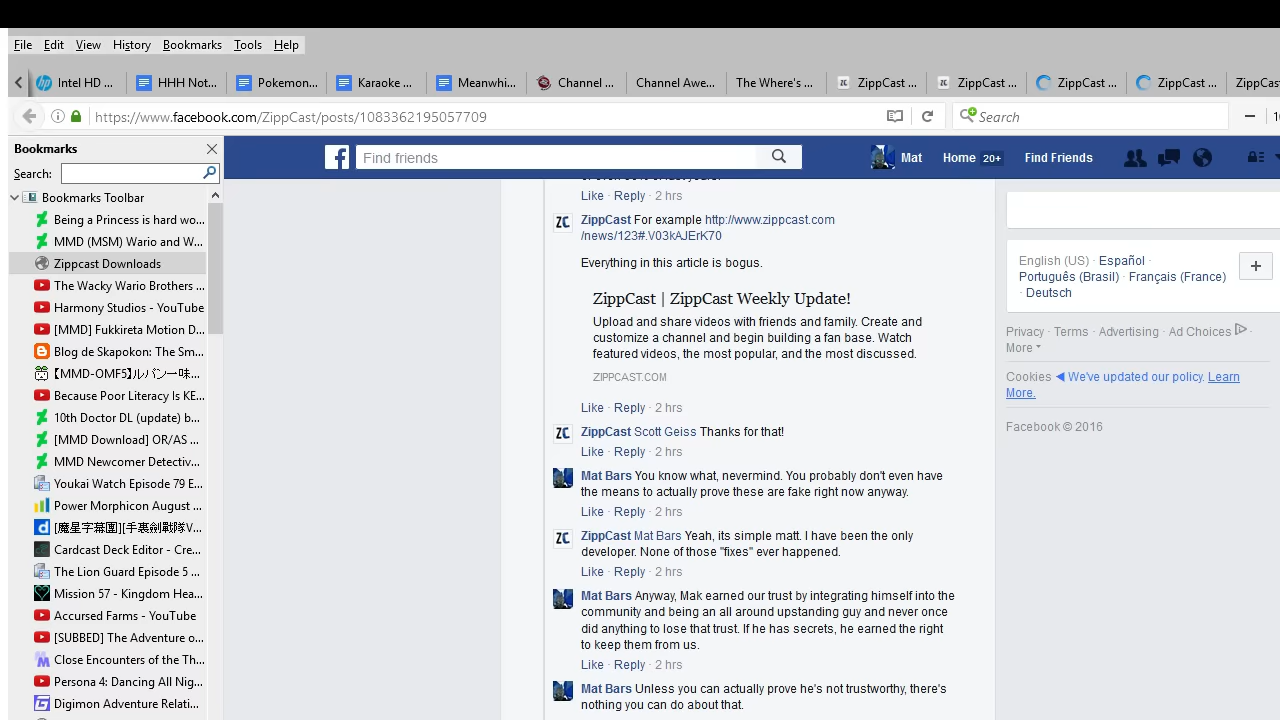 File Edit View History Bookmarks Tools Help
Intel HD ... HHH Not... Pokemon... Karaoke ... Meanwhi... Channel ... Channel Awe... The Where's ... ZippCast ... ZippCast ... ZippCast ... ZippCast ... ZippCas
https://www.facebook.com/ZippCast/posts/1083362195057709
Search
Bookmarks
Search:
Bookmarks Toolbar
Being a Princess is hard wo...
MMD (MSM) Wario and W...
Zippcast Downloads
The Wacky Wario Brothers ...
Harmony Studios - YouTube
[MMD] Fukkireta Motion D...
Blog de Skapokon: The Sm...
【MMD-OMF5】ルパン一味...
Because Poor Literacy Is KE...
10th Doctor DL (update) b...
[MMD Download] OR/AS ...
MMD Newcomer Detectiv...
Youkai Watch Episode 79 E...
Power Morphicon August ...
[魔星字幕團][手裏劍戰隊V...
Cardcast Deck Editor - Cre...
The Lion Guard Episode 5 ...
Mission 57 - Kingdom Hea...
Accursed Farms - YouTube
[SUBBED] The Adventure o...
Close Encounters of the Th...
Persona 4: Dancing All Nig...
Digimon Adventure Relati...
Find friends
Mat Home 20+ Find Friends
Like · Reply · 2 hrs
ZippCast For example http://www.zippcast.com
/news/123#.V03kAJErK70
Everything in this article is bogus.
ZippCast | ZippCast Weekly Update!
Upload and share videos with friends and family. Create and
customize a channel and begin building a fan base. Watch
featured videos, the most popular, and the most discussed.
ZIPPCAST.COM
Like · Reply · 2 hrs
ZC ZippCast Scott Geiss Thanks for that!
Like · Reply · 2 hrs
Mat Bars You know what, nevermind. You probably don't even have
the means to actually prove these are fake right now anyway.
Like · Reply · 2 hrs
ZC ZippCast Mat Bars Yeah, its simple matt. I have been the only
developer. None of those "fixes" ever happened.
Like · Reply · 2 hrs
Mat Bars Anyway, Mak earned our trust by integrating himself into the
community and being an all around upstanding guy and never once
did anything to lose that trust. If he has secrets, he earned the right
to keep them from us.
Like · Reply · 2 hrs
Mat Bars Unless you can actually prove he's not trustworthy, there's
nothing you can do about that.
English (US) · Español ·
Português (Brasil) · Français (France)
· Deutsch
Privacy · Terms · Advertising · Ad Choices ·
More
Cookies We've updated our policy. Learn
More.
Facebook © 2016